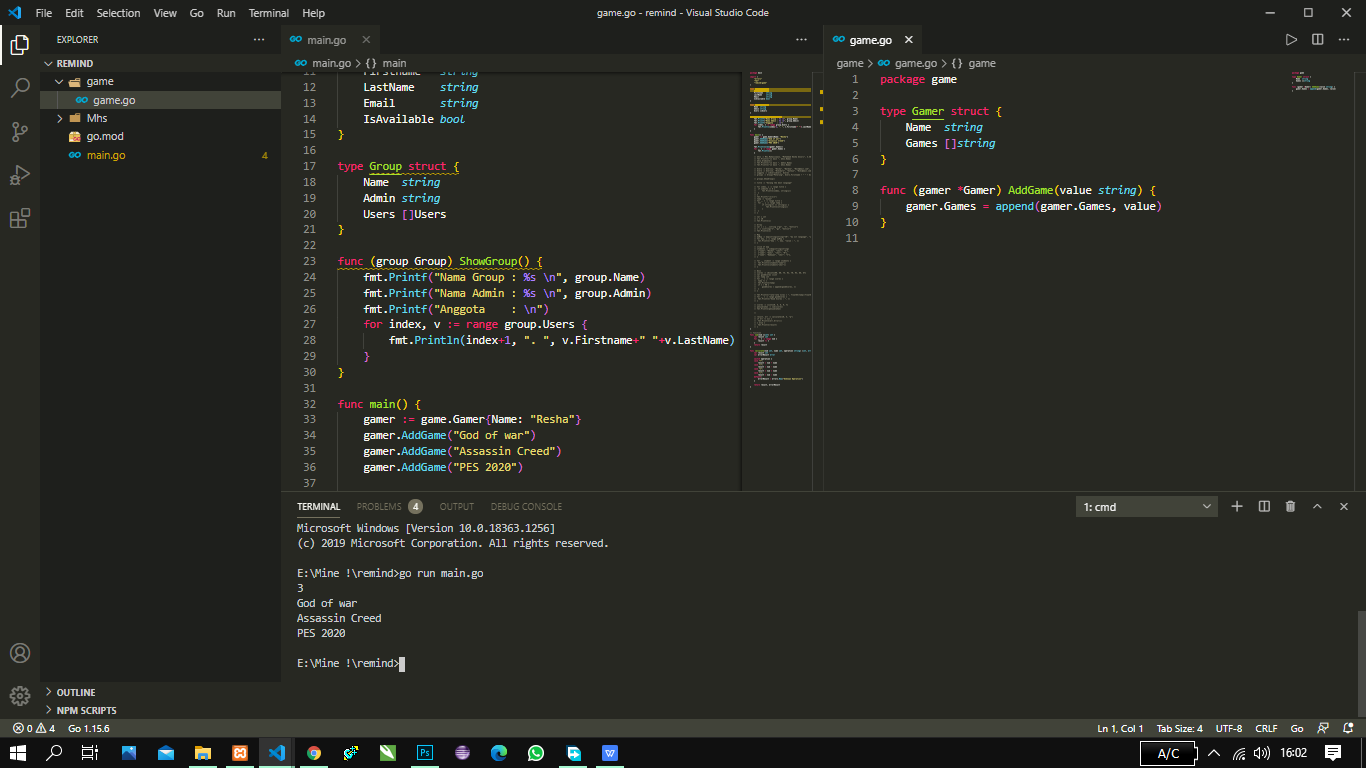 File Edit Selection View Go Run Terminal Help
game.go - remind - Visual Studio Code
EXPLORER
REMIND
game
game.go
Mhs
go.mod
main.go 4
OUTLINE
NPM SCRIPTS
main.go
main.go > {} main
12 LastName string
13 Email string
14 IsAvailable bool
15 }
16
17 type Group struct {
18 Name string
19 Admin string
20 Users []Users
21 }
22
23 func (group Group) ShowGroup() {
24 fmt.Printf("Nama Group : %s \n", group.Name)
25 fmt.Printf("Nama Admin : %s \n", group.Admin)
26 fmt.Printf("Anggota : \n")
27 for index, v := range group.Users {
28 fmt.Println(index+1, ". ", v.Firstname+" "+v.LastName)
29 }
30 }
31
32 func main() {
33 gamer := game.Gamer{Name: "Resha"}
34 gamer.AddGame("God of war")
35 gamer.AddGame("Assassin Creed")
36 gamer.AddGame("PES 2020")
37
game.go
game > game.go > {} game
1 package game
2
3 type Gamer struct {
4 Name string
5 Games []string
6 }
7
8 func (gamer *Gamer) AddGame(value string) {
9 gamer.Games = append(gamer.Games, value)
10 }
11
TERMINAL PROBLEMS 4 OUTPUT DEBUG CONSOLE
1: cmd
Microsoft Windows [Version 10.0.18363.1256]
(c) 2019 Microsoft Corporation. All rights reserved.
E:\Mine !\remind>go run main.go
3
God of war
Assassin Creed
PES 2020
E:\Mine !\remind>
0 4 Go 1.15.6
Ln 1, Col 1 Tab Size: 4 UTF-8 CRLF Go
Ps
W
A/C
16:02